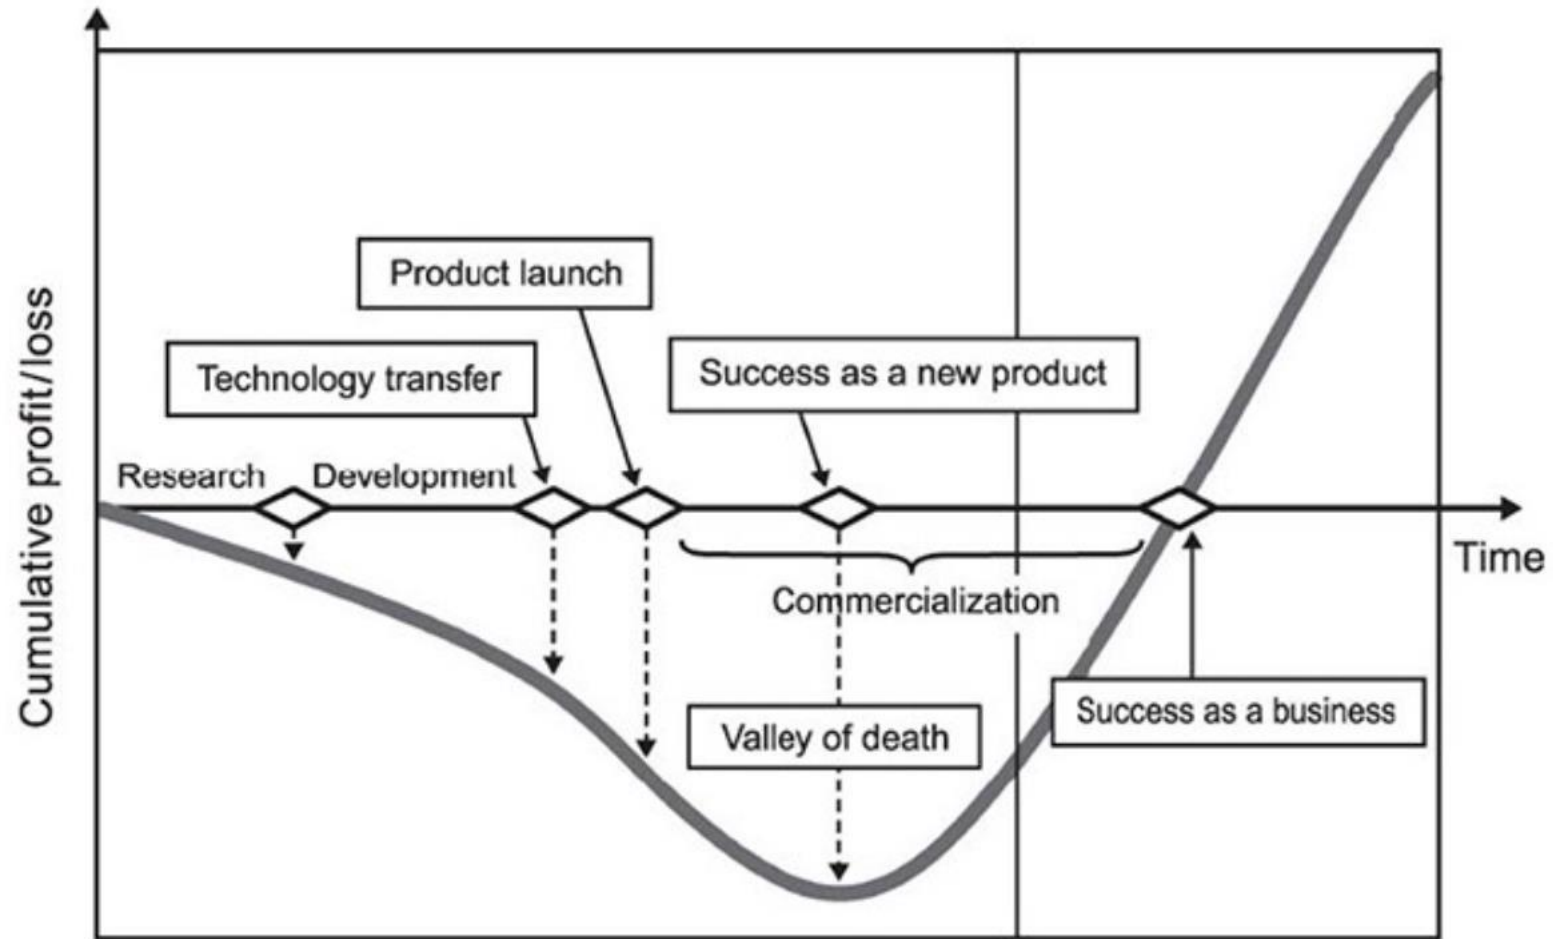 Product launch
Technology transfer
Success as a new product
Research
Development
Time
Commercialization
Success as a business
Valley of death
Cumulative profit/loss